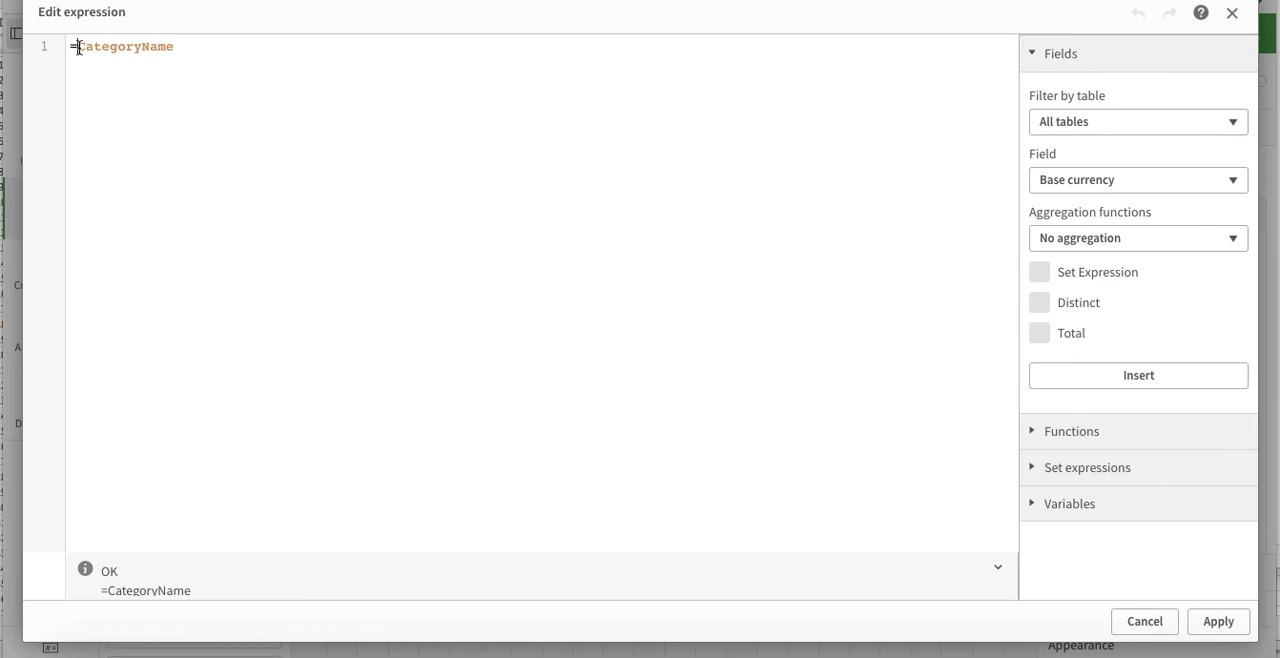 Edit expression
1 =CategoryName
Fields
Filter by table
All tables
Field
Base currency
Aggregation functions
No aggregation
Set Expression
Distinct
Total
Insert
Functions
Set expressions
Variables
OK
=CategoryName
Cancel
Apply
Appearance